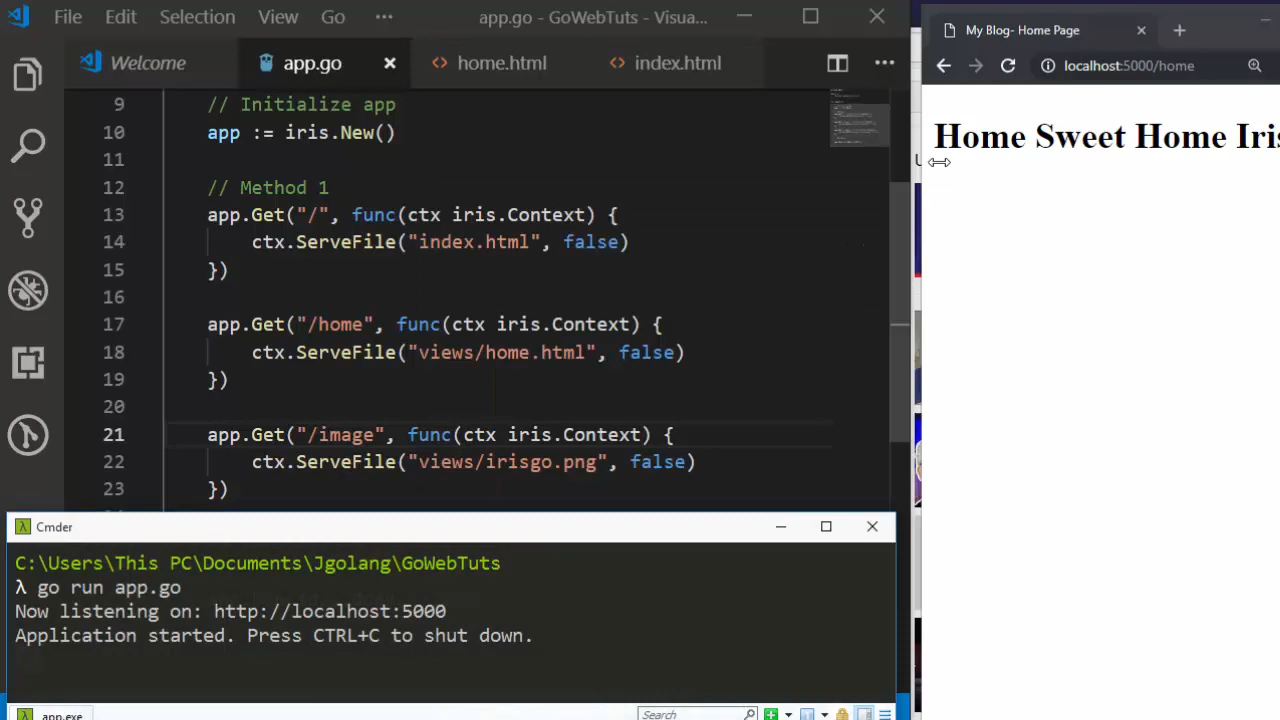 File Edit Selection View Go ··· app.go - GoWebTuts - Visua...
Welcome app.go home.html index.html
9 // Initialize app
10 app := iris.New()
11
12 // Method 1
13 app.Get("/", func(ctx iris.Context) {
14 ctx.ServeFile("index.html", false)
15 })
16
17 app.Get("/home", func(ctx iris.Context) {
18 ctx.ServeFile("views/home.html", false)
19 })
20
21 app.Get("/image", func(ctx iris.Context) {
22 ctx.ServeFile("views/irisgo.png", false)
23 })
Cmder
C:\Users\This PC\Documents\Jgolang\GoWebTuts
λ go run app.go
Now listening on: http://localhost:5000
Application started. Press CTRL+C to shut down.
app.exe Search
My Blog- Home Page
localhost:5000/home
Home Sweet Home Iris